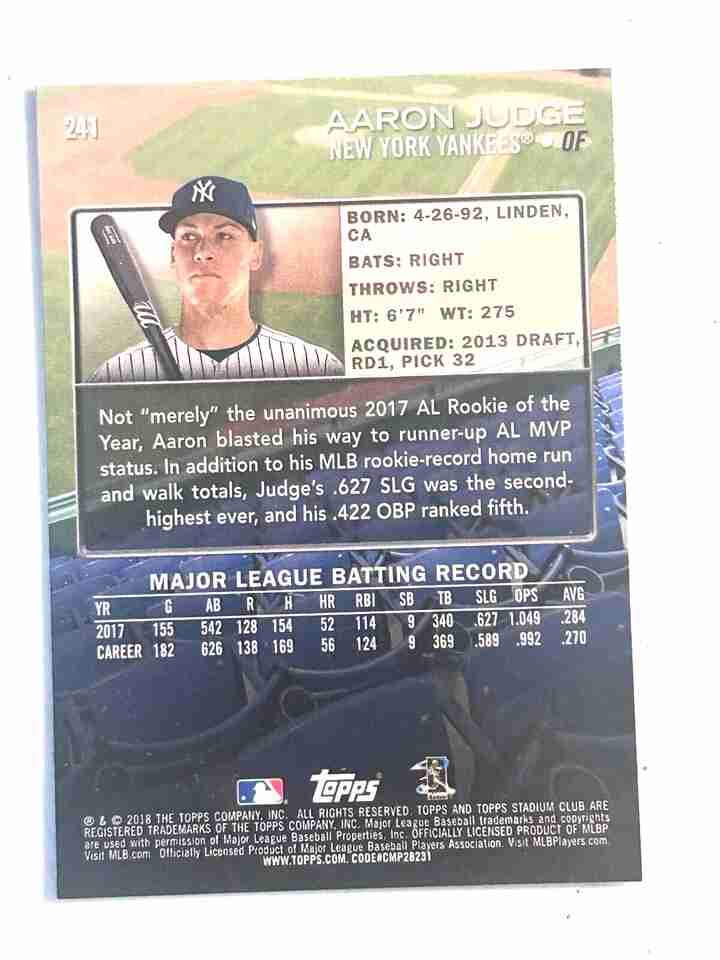 241
AARON JUDGE
NEW YORK YANKEES® OF
BORN: 4-26-92, LINDEN,
CA
BATS: RIGHT
THROWS: RIGHT
HT: 6'7" WT: 275
ACQUIRED: 2013 DRAFT,
RD1, PICK 32
Not “merely” the unanimous 2017 AL Rookie of the
Year, Aaron blasted his way to runner-up AL MVP
status. In addition to his MLB rookie-record home run
and walk totals, Judge's .627 SLG was the second-
highest ever, and his .422 OBP ranked fifth.
MAJOR LEAGUE BATTING RECORD
YR G AB R H HR RBI SB TB SLG OPS AVG
2017 155 542 128 154 52 114 9 340 .627 1.049 .284
CAREER 182 626 138 169 56 124 9 369 .589 .992 .270
topps
® & © 2018 THE TOPPS COMPANY, INC. ALL RIGHTS RESERVED. TOPPS AND TOPPS STADIUM CLUB ARE
REGISTERED TRADEMARKS OF THE TOPPS COMPANY, INC. Major League Baseball trademarks and copyrights
are used with permission of Major League Baseball Properties, Inc. OFFICIALLY LICENSED PRODUCT OF MLBP
Visit MLB.com Officially Licensed Product of Major League Baseball Players Association. Visit MLBPlayers.com.
WWW.TOPPS.COM. CODE#CMP28231